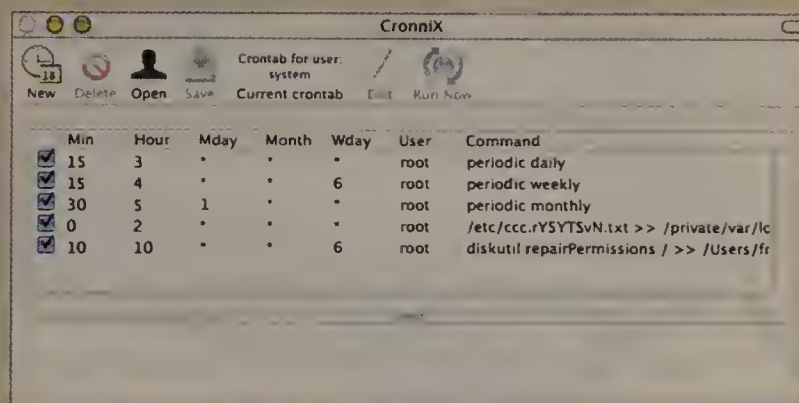 CronniX
Crontab for user:
system
18
New Delete Open Save Current crontab Edit Run Now
Min Hour Mday Month Wday User Command
15 3 * * * root periodic daily
15 4 * * 6 root periodic weekly
30 5 1 * * root periodic monthly
0 2 * * * root /etc/ccc.rYSYTSvN.txt >> /private/var/lc
10 10 * * 6 root diskutil repairPermissions / >> /Users/fr